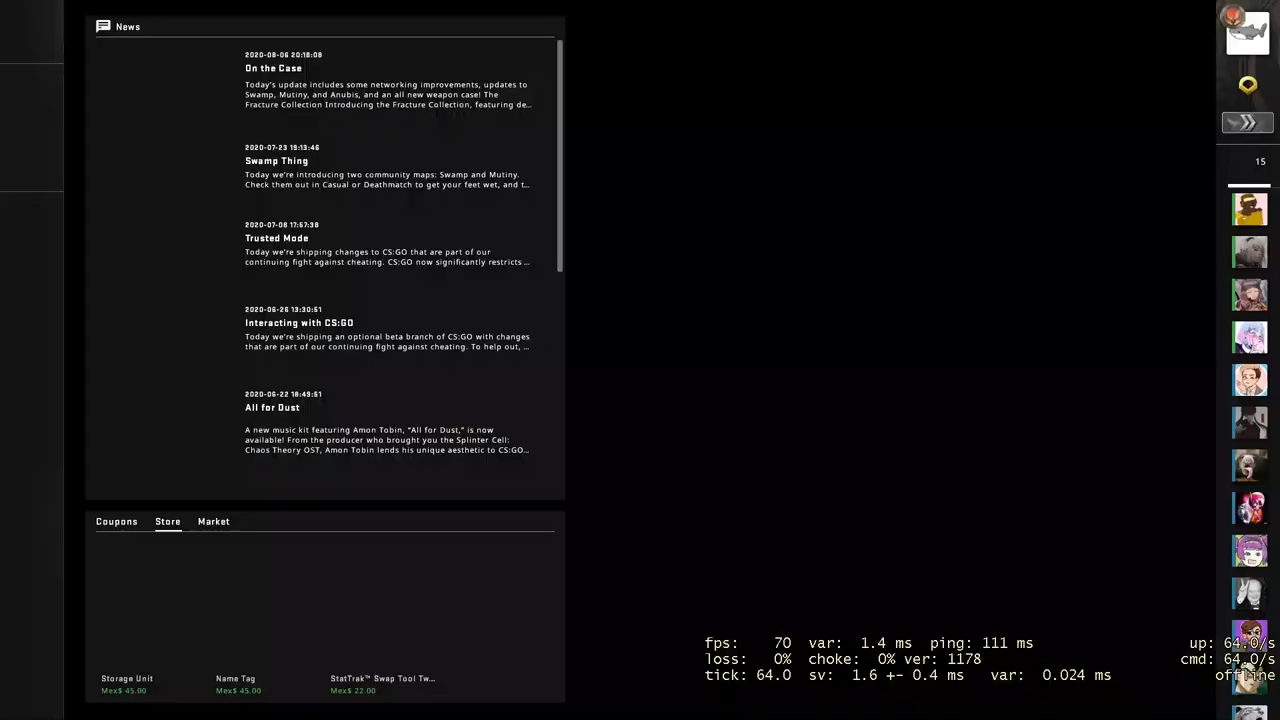 News
2020-08-06 20:18:08
On the Case
Today's update includes some networking improvements, updates to
Swamp, Mutiny, and Anubis, and an all new weapon case! The
Fracture Collection Introducing the Fracture Collection, featuring de...
2020-07-23 19:13:46
Swamp Thing
Today we're introducing two community maps: Swamp and Mutiny.
Check them out in Casual or Deathmatch to get your feet wet, and t...
2020-07-08 17:57:38
Trusted Mode
Today we're shipping changes to CS:GO that are part of our
continuing fight against cheating. CS:GO now significantly restricts ...
2020-06-26 13:30:51
Interacting with CS:GO
Today we're shipping an optional beta branch of CS:GO with changes
that are part of our continuing fight against cheating. To help out, ...
2020-06-22 18:49:51
All for Dust
A new music kit featuring Amon Tobin, "All for Dust," is now
available! From the producer who brought you the Splinter Cell:
Chaos Theory OST, Amon Tobin lends his unique aesthetic to CS:GO...
Coupons Store Market
Storage Unit Name Tag StatTrak™ Swap Tool Tw...
Mex$ 45.00 Mex$ 45.00 Mex$ 22.00
15
fps: 70 var: 1.4 ms ping: 111 ms up: 64.0/s
loss: 0% choke: 0% ver: 1178 cmd: 64.0/s
tick: 64.0 sv: 1.6 +- 0.4 ms var: 0.024 ms offline